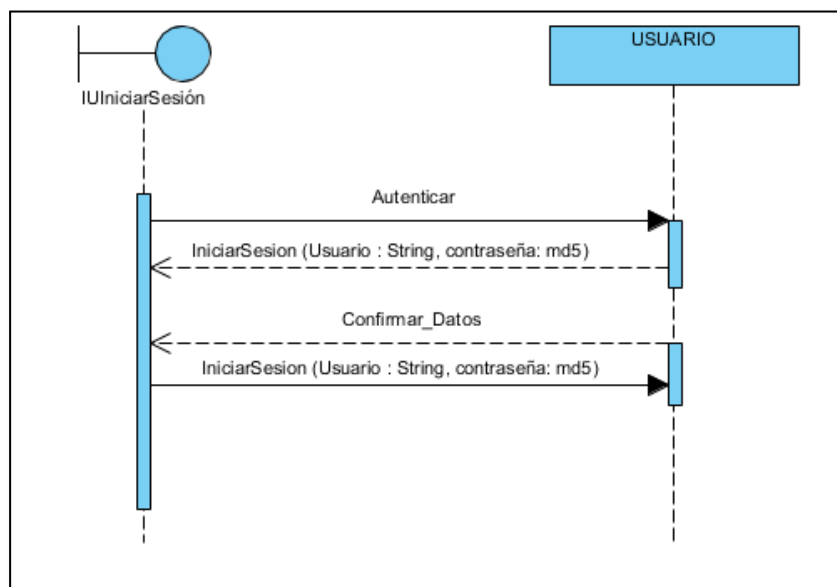 USUARIO
IUIniciarSesión
Autenticar
IniciarSesion (Usuario : String, contraseña: md5)
Confirmar_Datos
IniciarSesion (Usuario : String, contraseña: md5)